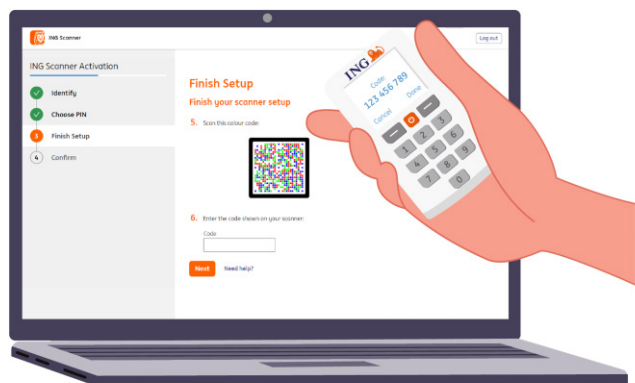 ING Scanner
Log out
ING Scanner Activation
Identify
Choose PIN
3 Finish Setup
4 Confirm
Finish Setup
Finish your scanner setup
5. Scan this colour code:
6. Enter the code shown on your scanner:
Code
Next Need help?
ING
Code:
123 456 789
Cancel Done
1 2 3
4 5 6
7 8 9
0